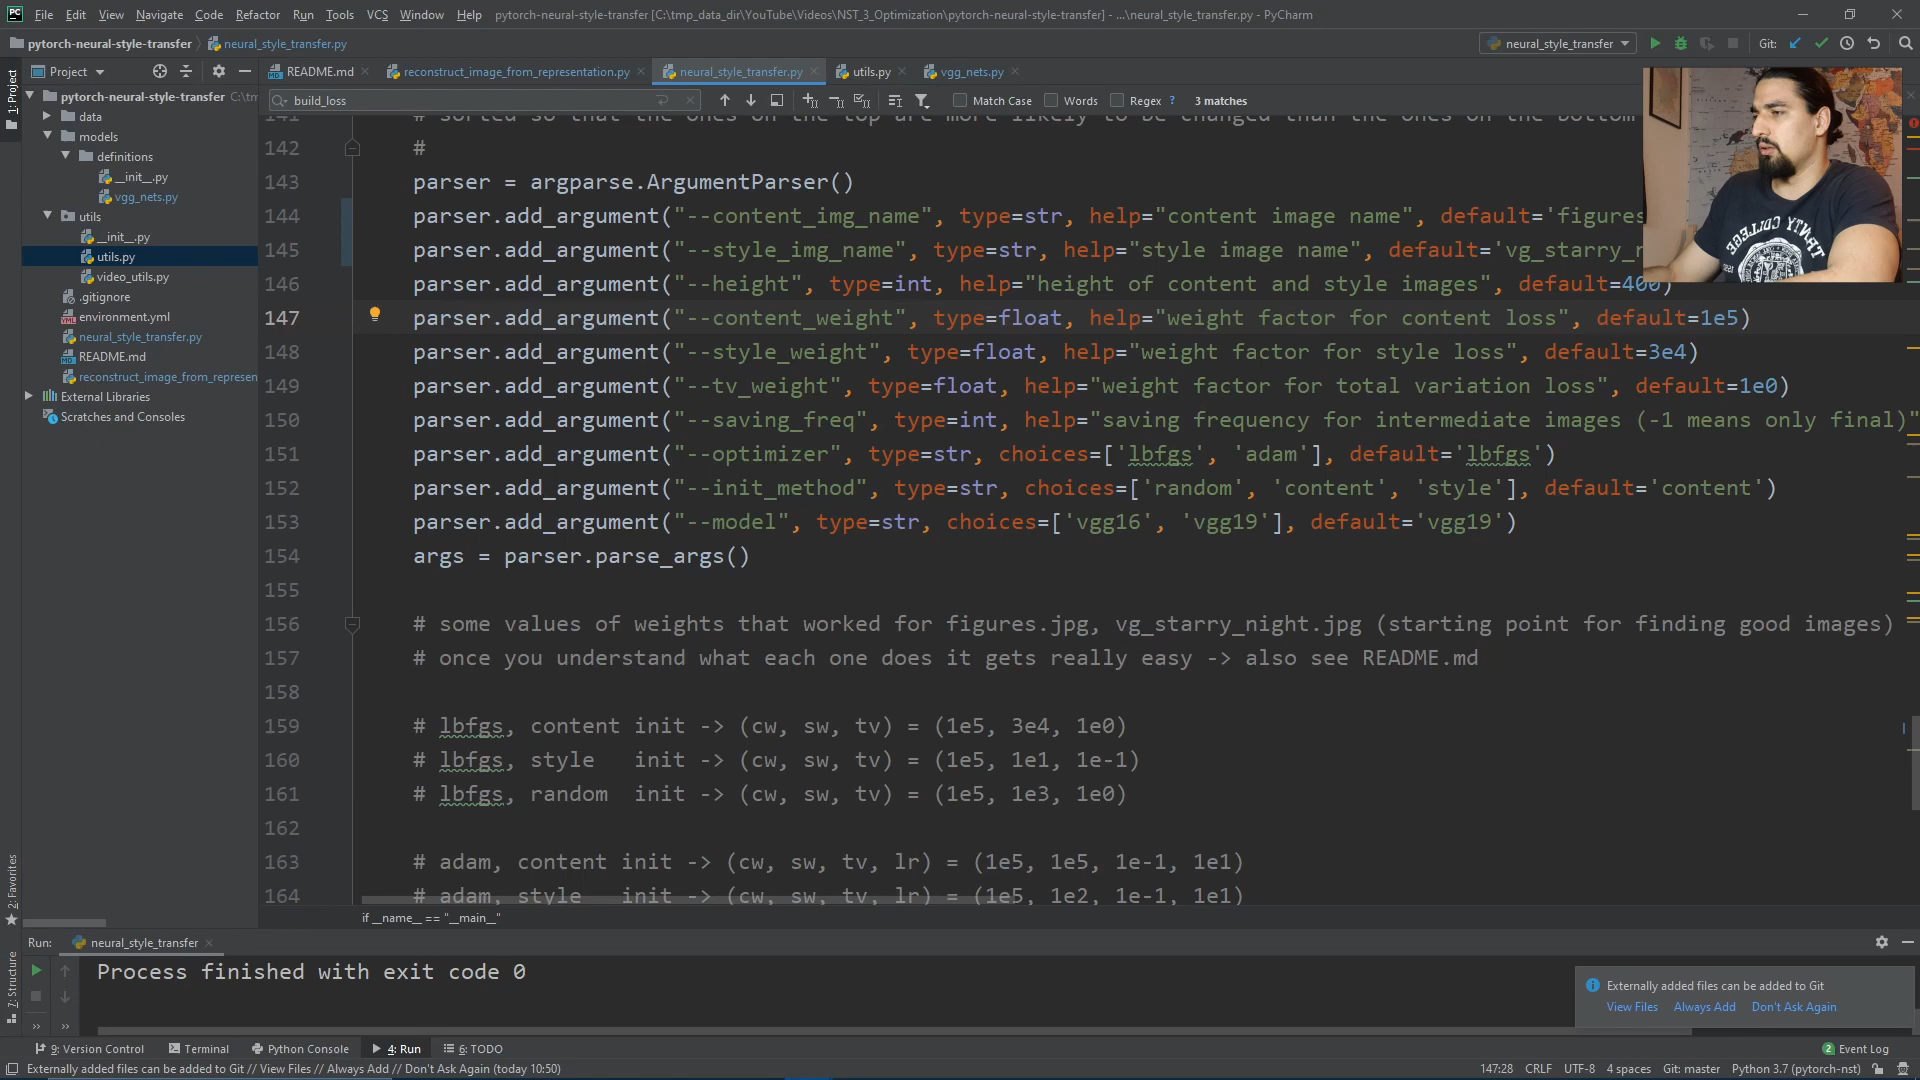 PC File Edit View Navigate Code Refactor Run Tools VCS Window Help pytorch-neural-style-transfer [C:\tmp_data_dir\YouTube\Videos\NST_3_Optimization\pytorch-neural-style-transfer] - ...\neural_style_transfer.py - PyCharm
pytorch-neural-style-transfer neural_style_transfer.py neural_style_transfer Git:
1: Project
Project
README.md reconstruct_image_from_representation.py neural_style_transfer.py utils.py vgg_nets.py
build_loss Match Case Words Regex ? 3 matches
pytorch-neural-style-transfer C:\tm
data
models
definitions
__init__.py
vgg_nets.py
utils
__init__.py
utils.py
video_utils.py
.gitignore
environment.yml
neural_style_transfer.py
README.md
reconstruct_image_from_represen
External Libraries
Scratches and Consoles
141 # sorted so that the ones on the top are more likely to be changed than the ones on the bottom
142 #
143 parser = argparse.ArgumentParser()
144 parser.add_argument("--content_img_name", type=str, help="content image name", default='figures
145 parser.add_argument("--style_img_name", type=str, help="style image name", default='vg_starry_
146 parser.add_argument("--height", type=int, help="height of content and style images", default=400)
147 parser.add_argument("--content_weight", type=float, help="weight factor for content loss", default=1e5)
148 parser.add_argument("--style_weight", type=float, help="weight factor for style loss", default=3e4)
149 parser.add_argument("--tv_weight", type=float, help="weight factor for total variation loss", default=1e0)
150 parser.add_argument("--saving_freq", type=int, help="saving frequency for intermediate images (-1 means only final)"
151 parser.add_argument("--optimizer", type=str, choices=['lbfgs', 'adam'], default='lbfgs')
152 parser.add_argument("--init_method", type=str, choices=['random', 'content', 'style'], default='content')
153 parser.add_argument("--model", type=str, choices=['vgg16', 'vgg19'], default='vgg19')
154 args = parser.parse_args()
155
156 # some values of weights that worked for figures.jpg, vg_starry_night.jpg (starting point for finding good images)
157 # once you understand what each one does it gets really easy -> also see README.md
158
159 # lbfgs, content init -> (cw, sw, tv) = (1e5, 3e4, 1e0)
160 # lbfgs, style init -> (cw, sw, tv) = (1e5, 1e1, 1e-1)
161 # lbfgs, random init -> (cw, sw, tv) = (1e5, 1e3, 1e0)
162
163 # adam, content init -> (cw, sw, tv, lr) = (1e5, 1e5, 1e-1, 1e1)
164 # adam, style init -> (cw, sw, tv, lr) = (1e5, 1e2, 1e-1, 1e1)
if __name__ == "__main__"
2: Favorites
7: Structure
Run: neural_style_transfer
Process finished with exit code 0
Externally added files can be added to Git
View Files Always Add Don't Ask Again
9: Version Control Terminal Python Console 4: Run 6: TODO 2 Event Log
Externally added files can be added to Git // View Files // Always Add // Don't Ask Again (today 10:50) 147:28 CRLF UTF-8 4 spaces Git: master Python 3.7 (pytorch-nst)